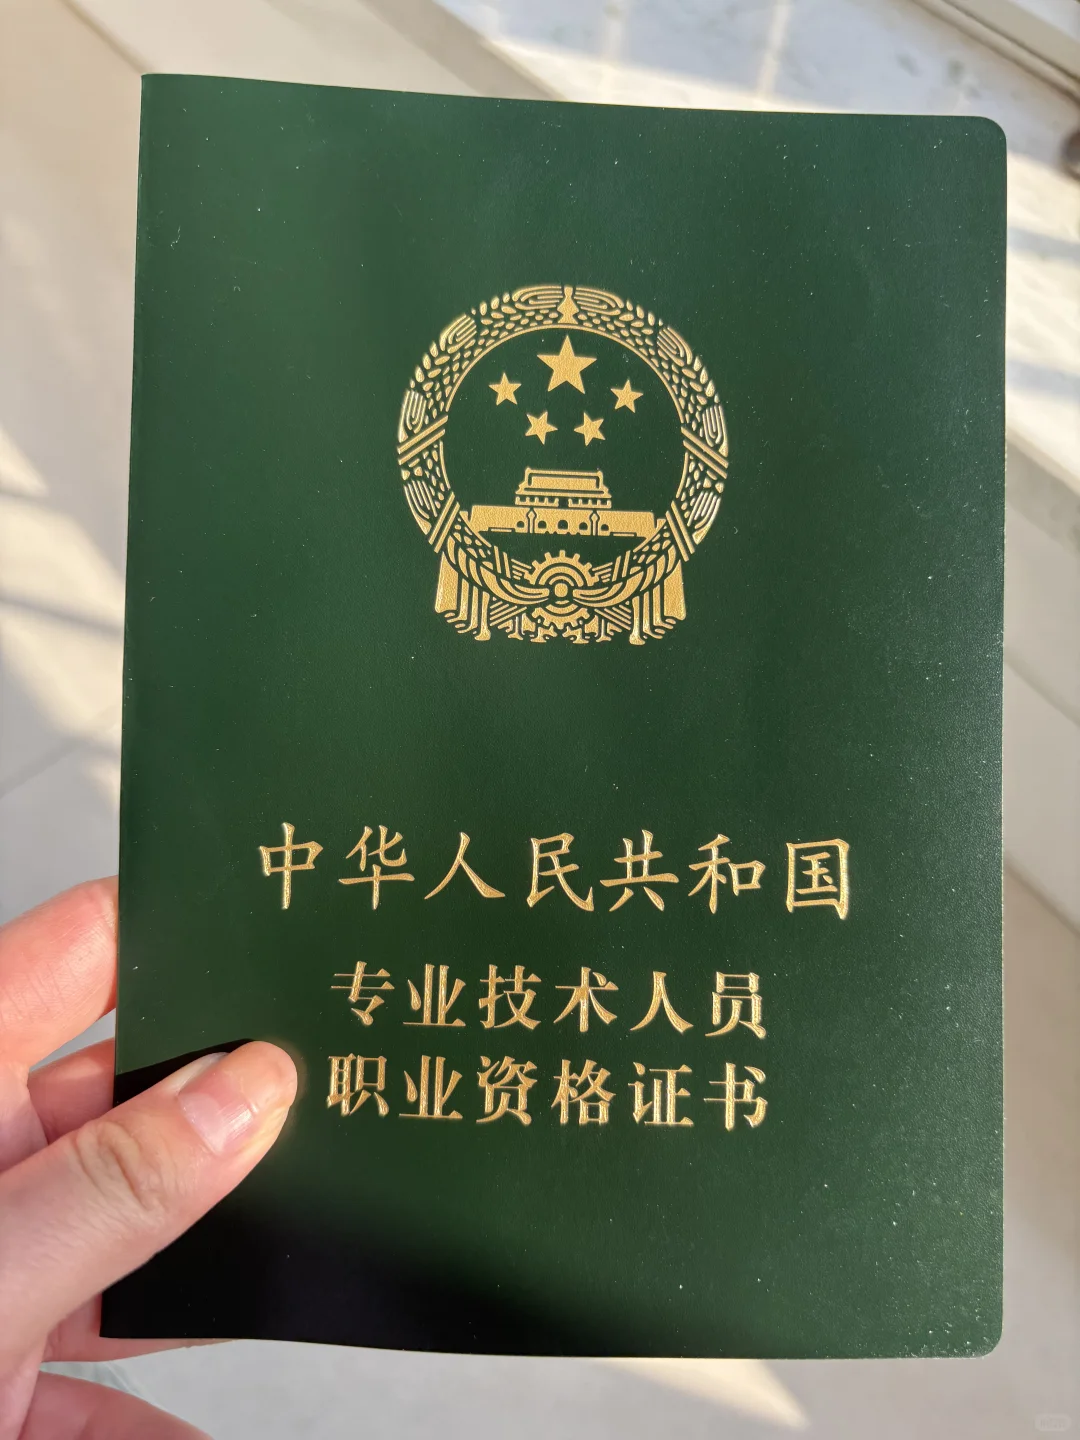 中华人民共和国
专业技术人员
职业资格证书